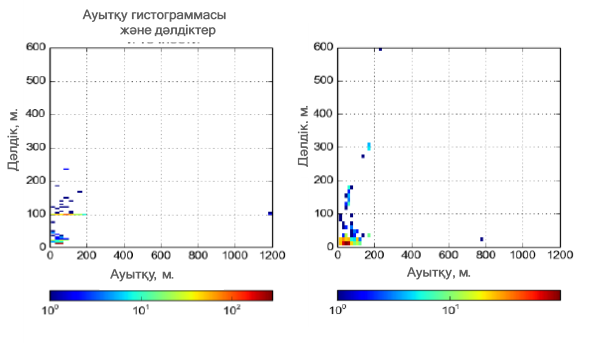 Ауытқу гистограммасы
және дәлдіктер
600
500
400
300
200
100
0
Дәлдік, м.
0 200 400 600 800 1000 1200
Ауытқу, м.
10⁰ 10¹ 10²
600
500
400
300
200
100
0
Дәлдік. м.
0 200 400 600 800 1000 1200
Ауытқу, м.
10⁰ 10¹